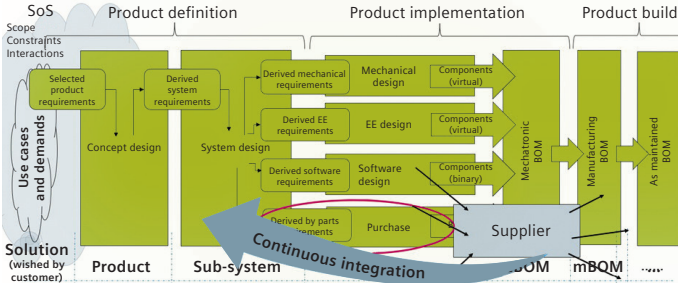 SoS
Product definition
Product implementation
Product build
Scope
Constraints
Interactions
Selected
product
requirements
Derived
system
requirements
Derived mechanical
requirements
Mechanical
design
Components
(virtual)
Derived EE
requirements
EE design
Components
(virtual)
Concept design
System design
Derived software
requirements
Software
design
Components
(binary)
Derived by parts
Purchase
Supplier
Use cases
and demands
Mechatronic
BOM
Manufacturing
BOM
As maintained
BOM
Continuous integration
Solution
(wished by
customer)
Product
Sub-system
mBOM